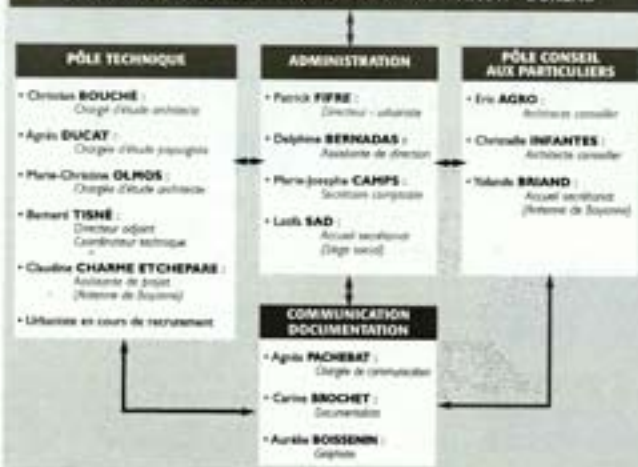 PÔLE TECHNIQUE
• Christian BOUCHÉ :
Chargé d'étude architecte
• Agnès DUCAT :
Chargée d'étude paysagiste
• Marie-Christine OLMOS :
Chargée d'étude architecte
• Bernard TISNÉ :
Directeur adjoint
Coordinateur technique
• Claudine CHARME ETCHEPARE :
Assistante de projet
(Antenne de Bayonne)
• Urbaniste en cours de recrutement
ADMINISTRATION
• Patrick FIFRE :
Directeur - urbaniste
• Delphine BERNADAS :
Assistante de direction
• Marie-Josephe CAMPS :
Secrétaire comptable
• Latifa SAD :
Accueil secrétariat
(Siège social)
PÔLE CONSEIL
AUX PARTICULIERS
• Eric AGRO :
Architecte conseiller
• Christelle INFANTES :
Architecte conseiller
• Yolande BRIAND :
Accueil secrétariat
(Antenne de Bayonne)
COMMUNICATION
DOCUMENTATION
• Agnès PACHEBAT :
Chargée de communication
• Carine BROCHET :
Documentaliste
• Aurélie BOISSENIN :
Graphiste